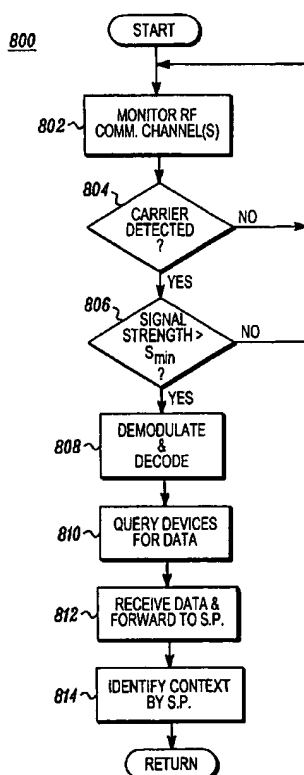 800
START
802
MONITOR RF
COMM. CHANNEL(S)
804
CARRIER
DETECTED
?
NO
YES
806
SIGNAL
STRENGTH >
Smin
?
NO
YES
808
DEMODULATE
&
DECODE
810
QUERY DEVICES
FOR DATA
812
RECEIVE DATA &
FORWARD TO S.P.
814
IDENTIFY CONTEXT
BY S.P.
RETURN